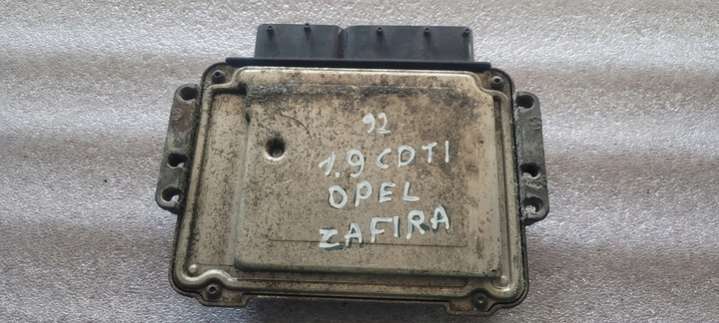 92
1.9 CDTI
OPEL
ZAFIRA